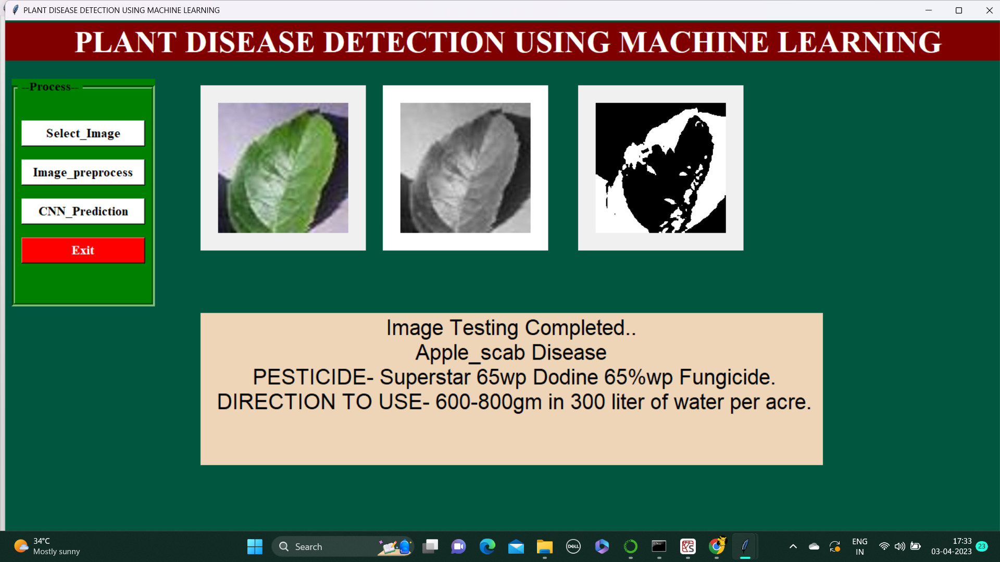 PLANT DISEASE DETECTION USING MACHINE LEARNING
PLANT DISEASE DETECTION USING MACHINE LEARNING
--Process--
Select_Image
Image_preprocess
CNN_Prediction
Exit
Image Testing Completed..
Apple_scab Disease
PESTICIDE- Superstar 65wp Dodine 65%wp Fungicide.
DIRECTION TO USE- 600-800gm in 300 liter of water per acre.
34°C
Mostly sunny
Search
DELL
ENG
IN
17:33
03-04-2023
23